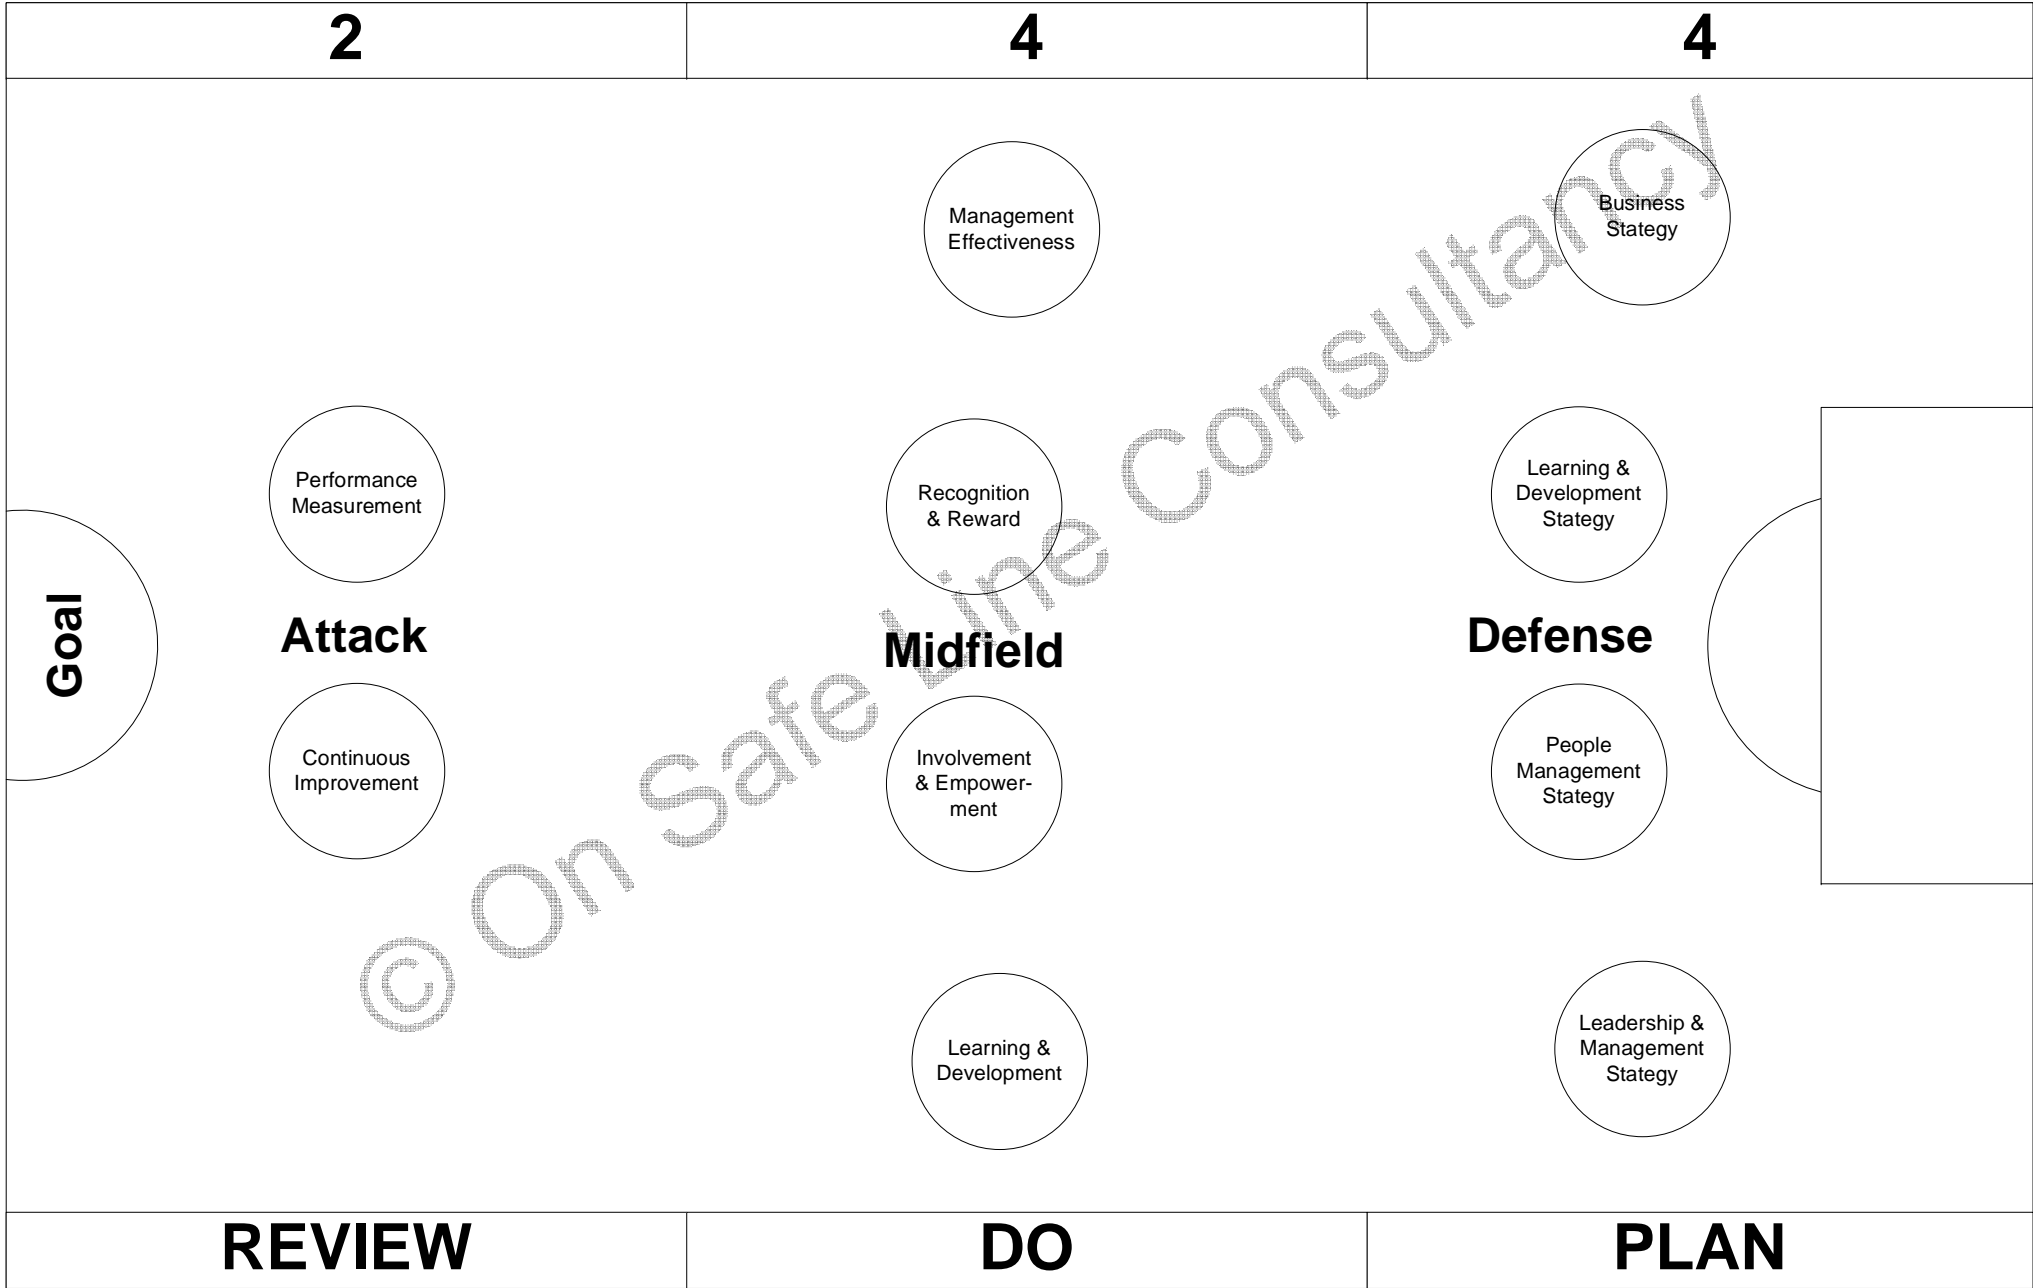 2
4
4
Management
Effectiveness
Business
Stategy
Performance
Measurement
Recognition
& Reward
Learning &
Development
Stategy
Goal
Attack
Midfield
Defense
Continuous
Improvement
Involvement
& Empower-
ment
People
Management
Stategy
Learning &
Development
Leadership &
Management
Stategy
© On Safe Line Consultancy
REVIEW
DO
PLAN